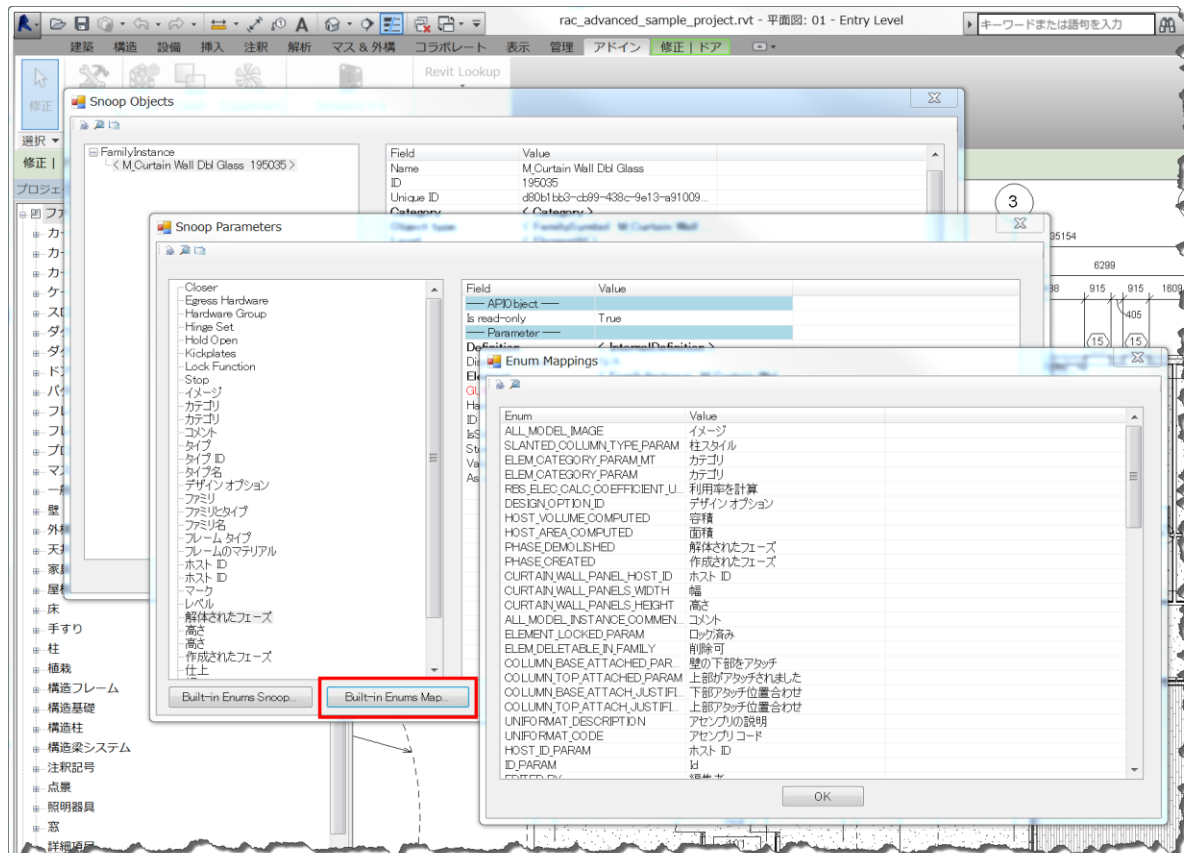 rac_advanced_sample_project.rvt - 平面図: 01 - Entry Level
キーワードまたは語句を入力
建築 構造 設備 挿入 注釈 解析 マス & 外構 コラボレート 表示 管理 アドイン 修正 | ドア
修正
Revit Lookup
選択
修正 |
Snoop Objects
FamilyInstance
< M_Curtain Wall Dbl Glass 195035 >
Field Value
Name M_Curtain Wall Dbl Glass
ID 195035
Unique ID d80b1bb3-cb99-438c-9e13-a91009...
Category < Category >
Snoop Parameters
Closer
Egress Hardware
Hardware Group
Hinge Set
Hold Open
Kickplates
Lock Function
Stop
イメージ
カテゴリ
カテゴリ
コメント
タイプ
タイプ ID
タイプ名
デザイン オプション
ファミリ
ファミリとタイプ
ファミリ名
フレーム タイプ
フレームのマテリアル
ホスト ID
ホスト ID
マーク
レベル
解体されたフェーズ
高さ
高さ
作成されたフェーズ
仕上
Built-in Enums Snoop...
Built-in Enums Map...
Field Value
--- APIObject ---
Is read-only True
--- Parameter ---
Definition < InternalDefinition >
Enum Mappings
Enum Value
ALL_MODEL_IMAGE イメージ
SLANTED_COLUMN_TYPE_PARAM 柱スタイル
ELEM_CATEGORY_PARAM_MT カテゴリ
ELEM_CATEGORY_PARAM カテゴリ
RBS_ELEC_CALC_COEFFICIENT_U... 利用率を計算
DESIGN_OPTION_ID デザイン オプション
HOST_VOLUME_COMPUTED 容積
HOST_AREA_COMPUTED 面積
PHASE_DEMOLISHED 解体されたフェーズ
PHASE_CREATED 作成されたフェーズ
CURTAIN_WALL_PANEL_HOST_ID ホスト ID
CURTAIN_WALL_PANELS_WIDTH 幅
CURTAIN_WALL_PANELS_HEIGHT 高さ
ALL_MODEL_INSTANCE_COMMEN... コメント
ELEMENT_LOCKED_PARAM ロック済み
ELEM_DELETABLE_IN_FAMILY 削除可
COLUMN_BASE_ATTACHED_PAR... 壁の下部をアタッチ
COLUMN_TOP_ATTACHED_PARAM 上部がアタッチされました
COLUMN_BASE_ATTACH_JUSTIFI... 下部アタッチ位置合わせ
COLUMN_TOP_ATTACH_JUSTIFI... 上部アタッチ位置合わせ
UNIFORMAT_DESCRIPTION アセンブリの説明
UNIFORMAT_CODE アセンブリ コード
HOST_ID_PARAM ホスト ID
ID_PARAM Id
EDITED_BY 編集者
OK
壁
床
手すり
柱
植栽
構造フレーム
構造基礎
構造柱
構造梁システム
注釈記号
点景
照明器具
窓
詳細項目
3
35154
6299
915 915 1609
405
15 15
101